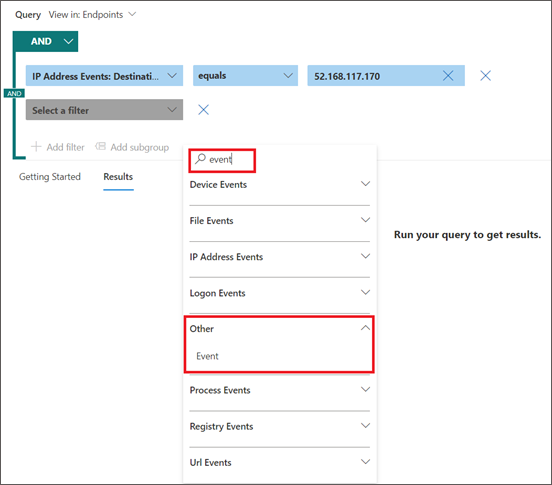 Query View in: Endpoints
AND
IP Address Events: Destinati... equals 52.168.117.170
AND
Select a filter
Add filter Add subgroup
event
Getting Started Results
Device Events
File Events
Run your query to get results.
IP Address Events
Logon Events
Other
Event
Process Events
Registry Events
Url Events